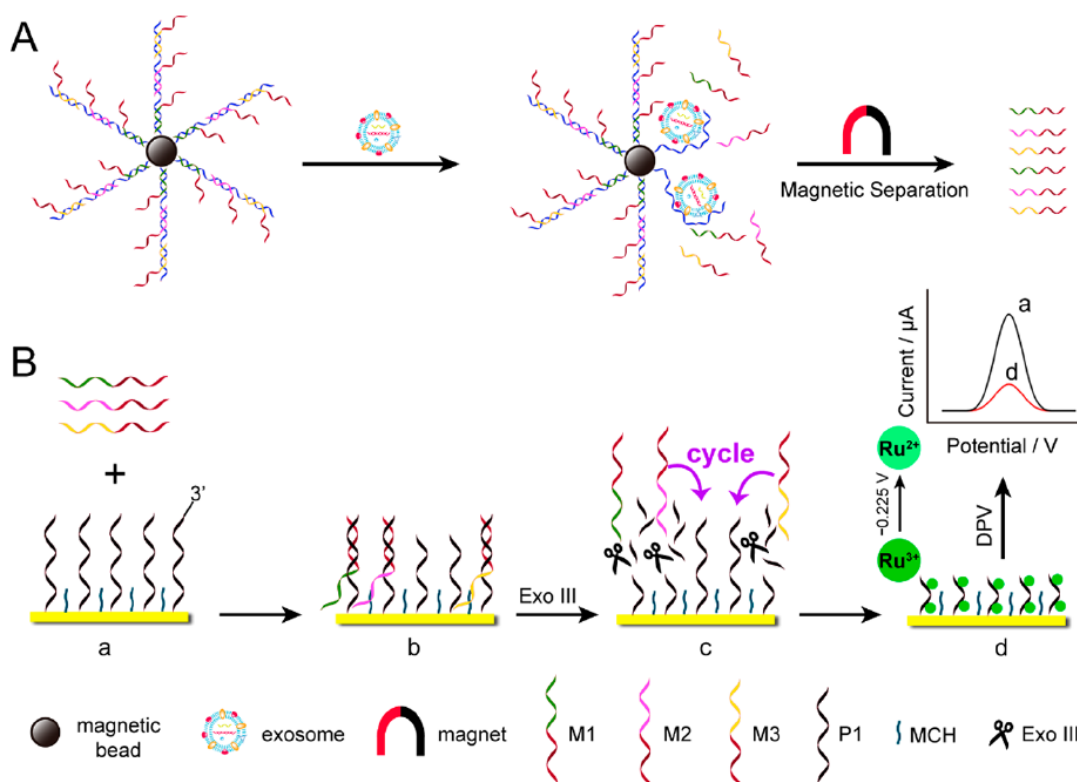 A
Magnetic Separation
B
+
3’
cycle
Exo III
Current / µA
a
d
Potential / V
Ru2+
−0.225 V
Ru3+
DPV
a
b
c
d
magnetic
bead
exosome
magnet
M1
M2
M3
P1
MCH
Exo III